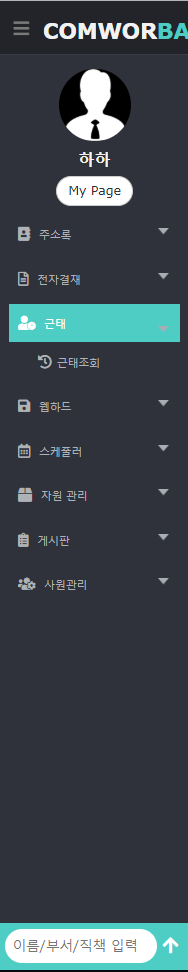 COMWORBA
하하
My Page
주소록
전자결재
근태
근태조회
웹하드
스케쥴러
자원 관리
게시판
사원관리
이름/부서/직책 입력